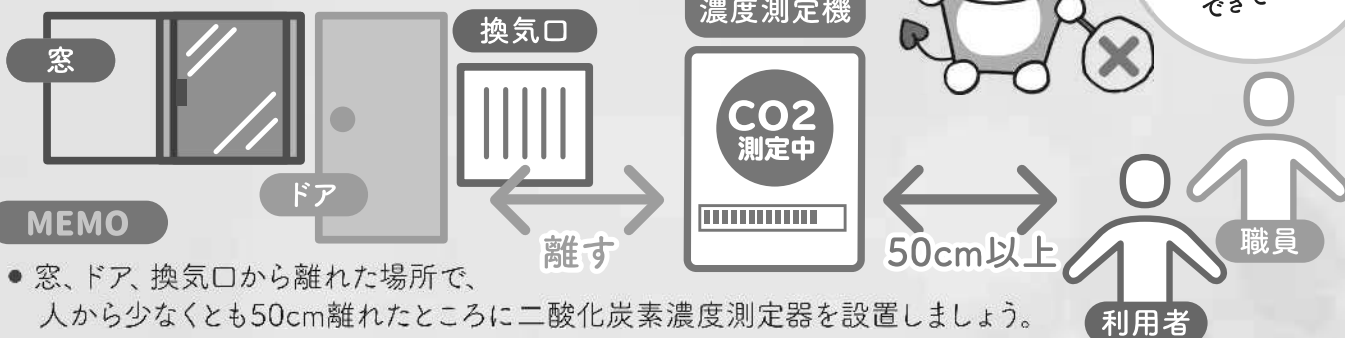 濃度測定機
できて
換気口
窓
CO2
測定中
ドア
MEMO
離す
50cm以上
職員
利用者
● 窓、ドア、換気口から離れた場所で、
人から少なくとも50cm離れたところに二酸化炭素濃度測定器を設置しましょう。